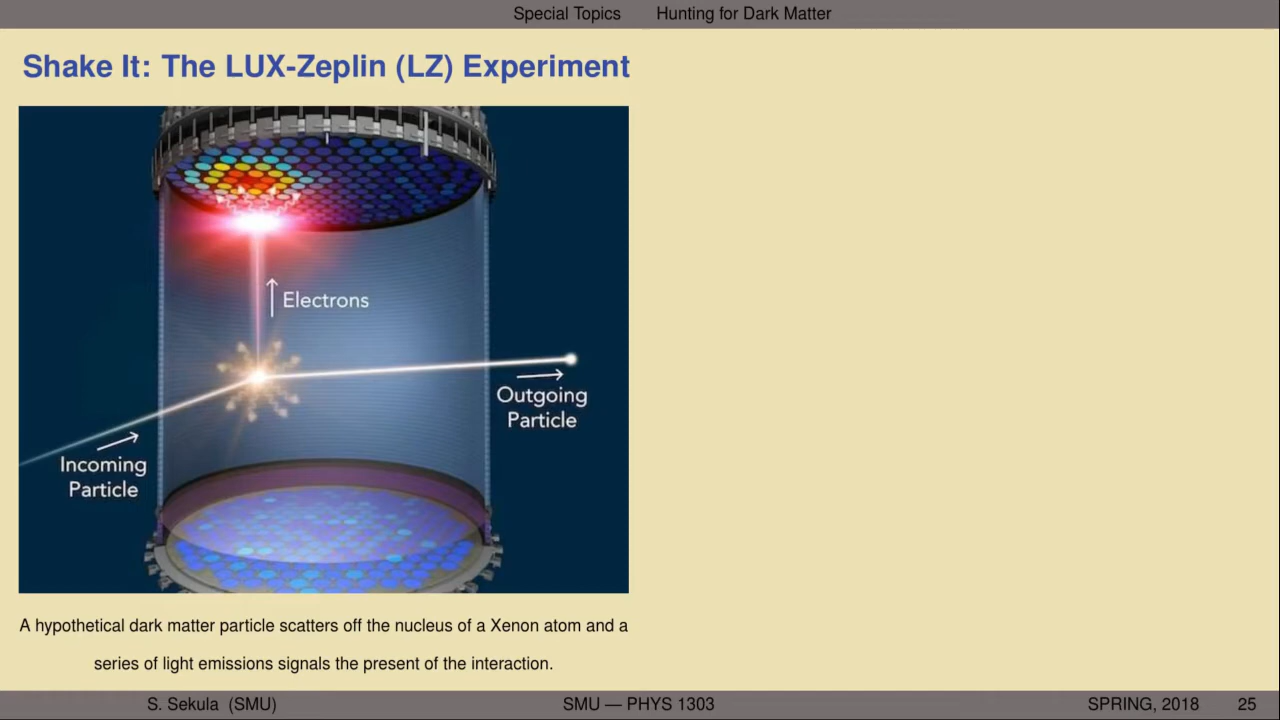 Special Topics Hunting for Dark Matter
Shake It: The LUX-Zeplin (LZ) Experiment
Electrons
Outgoing
Particle
Incoming
Particle
A hypothetical dark matter particle scatters off the nucleus of a Xenon atom and a
series of light emissions signals the present of the interaction.
S. Sekula (SMU) SMU — PHYS 1303 SPRING, 2018 25